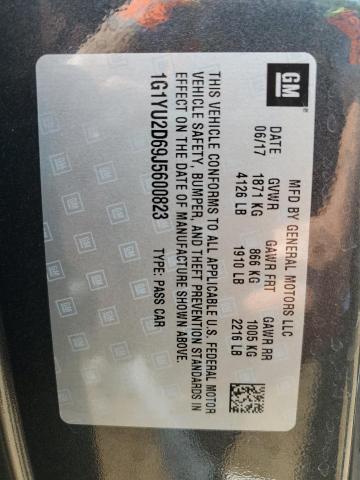 GM
MFD BY GENERAL MOTORS LLC
DATE GVWR GAWR FRT GAWR RR
06/17 1871 KG 866 KG 1005 KG
4126 LB 1910 LB 2216 LB
THIS VEHICLE CONFORMS TO ALL APPLICABLE U.S. FEDERAL MOTOR
VEHICLE SAFETY, BUMPER, AND THEFT PREVENTION STANDARDS IN
EFFECT ON THE DATE OF MANUFACTURE SHOWN ABOVE.
1G1YU2D69J5600823 TYPE: PASS CAR